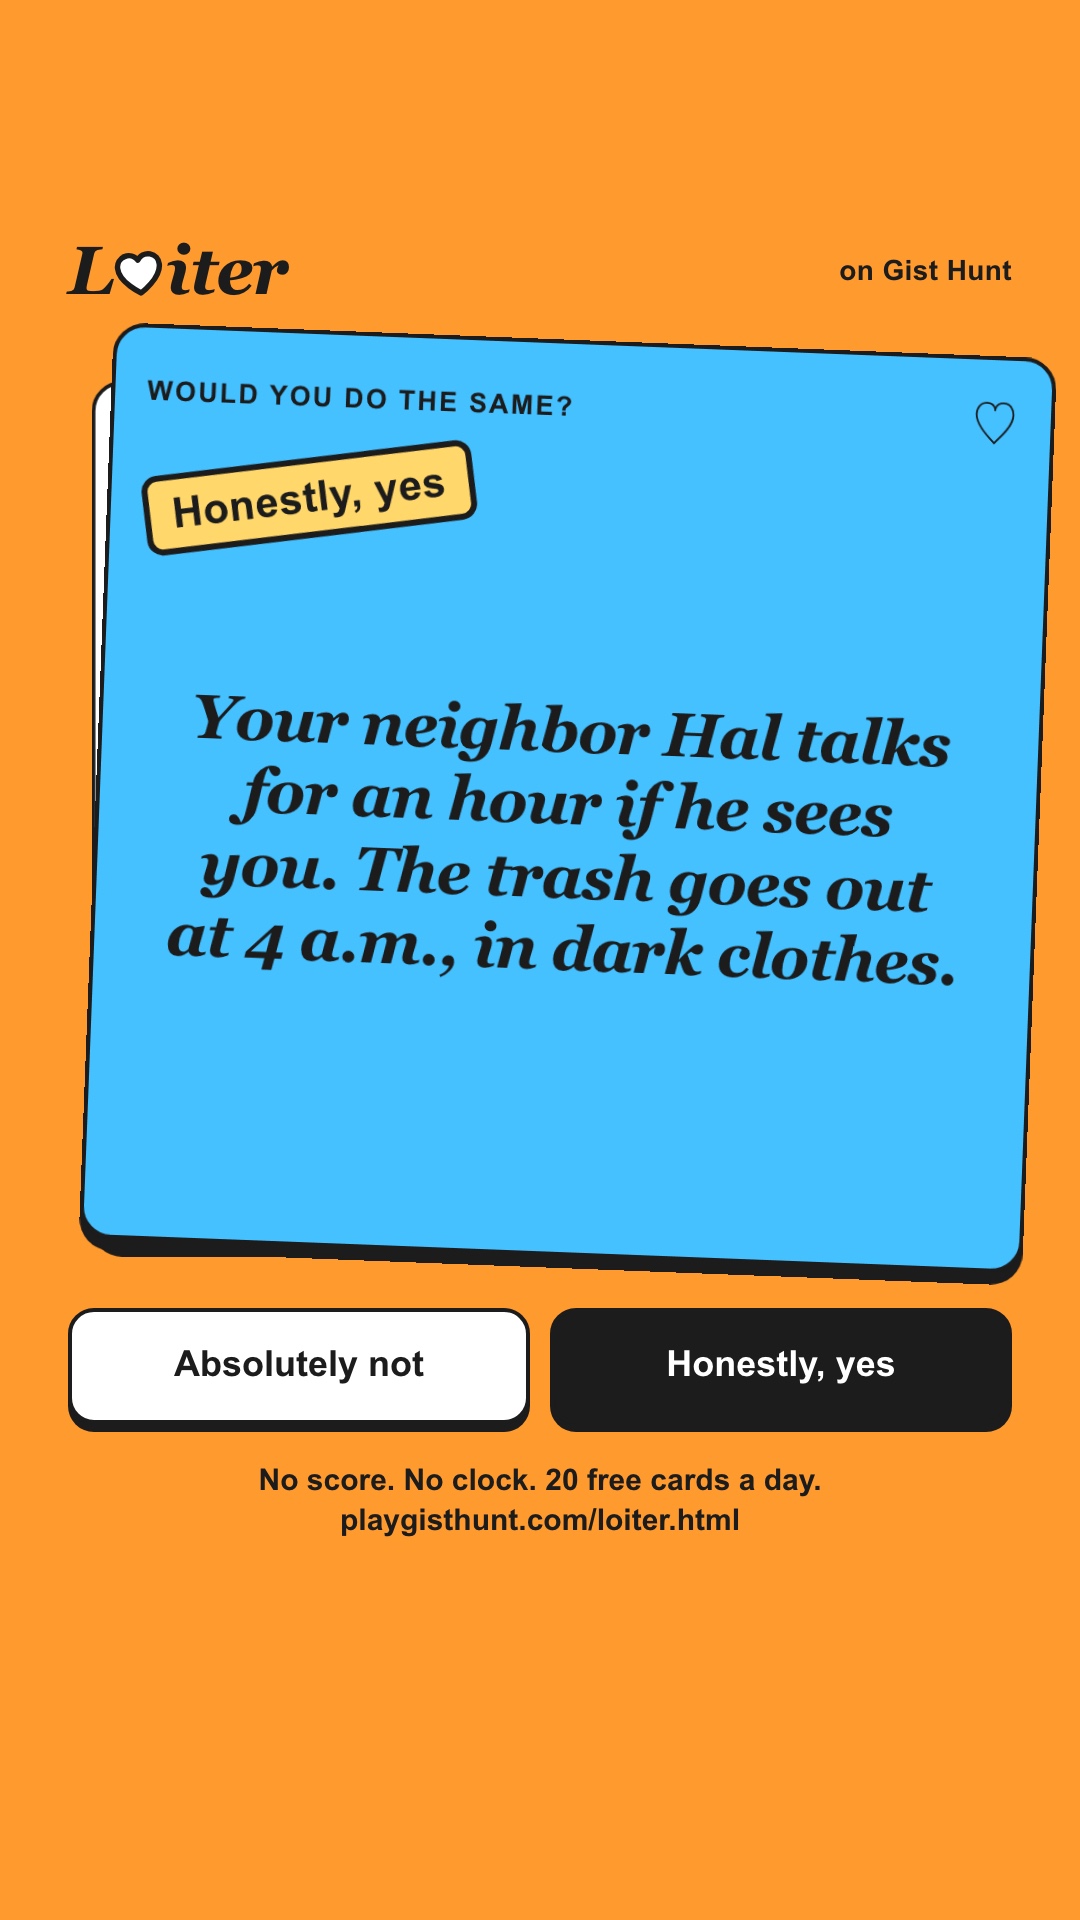 Loiter
on Gist Hunt
WOULD YOU DO THE SAME?
Honestly, yes
Your neighbor Hal talks
for an hour if he sees
you. The trash goes out
at 4 a.m., in dark clothes.
Absolutely not
Honestly, yes
No score. No clock. 20 free cards a day.
playgisthunt.com/loiter.html